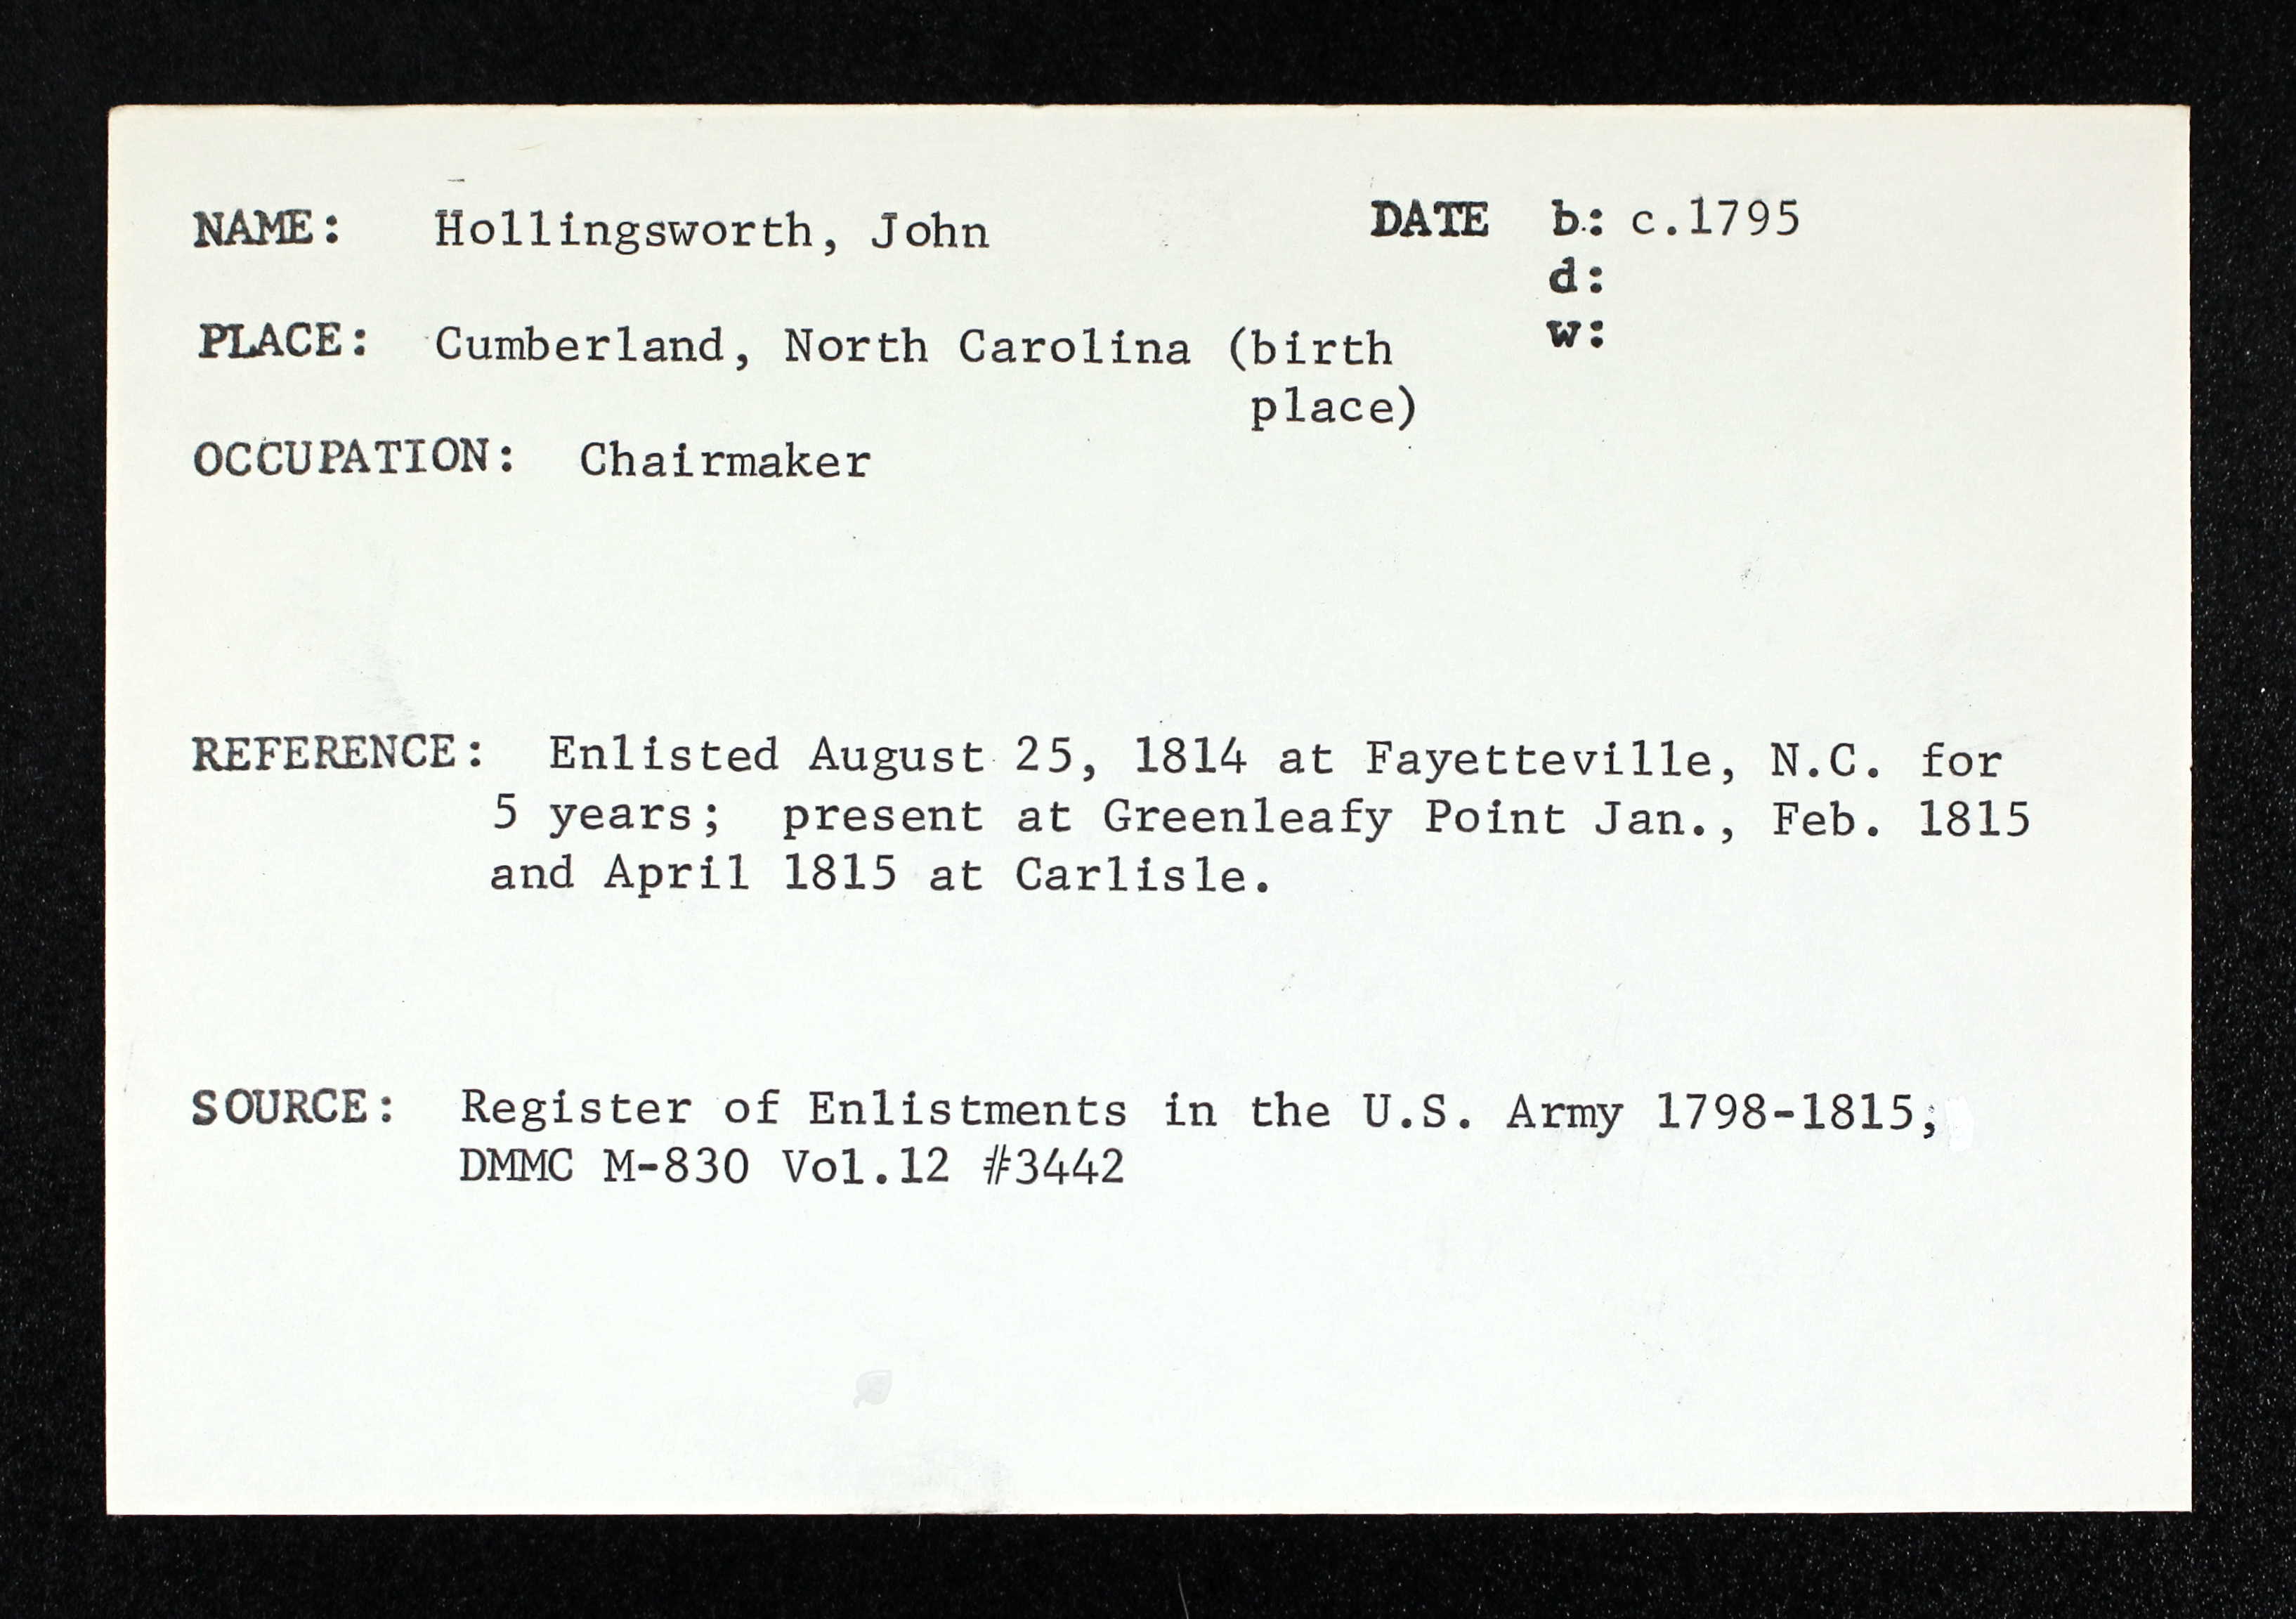 NAME: Hollingsworth, John DATE b: c.1795
d:
PLACE: Cumberland, North Carolina (birth w:
place)
OCCUPATION: Chairmaker
REFERENCE: Enlisted August 25, 1814 at Fayetteville, N.C. for
5 years; present at Greenleafy Point Jan., Feb. 1815
and April 1815 at Carlisle.
SOURCE: Register of Enlistments in the U.S. Army 1798-1815;
DMMC M-830 Vol.12 #3442